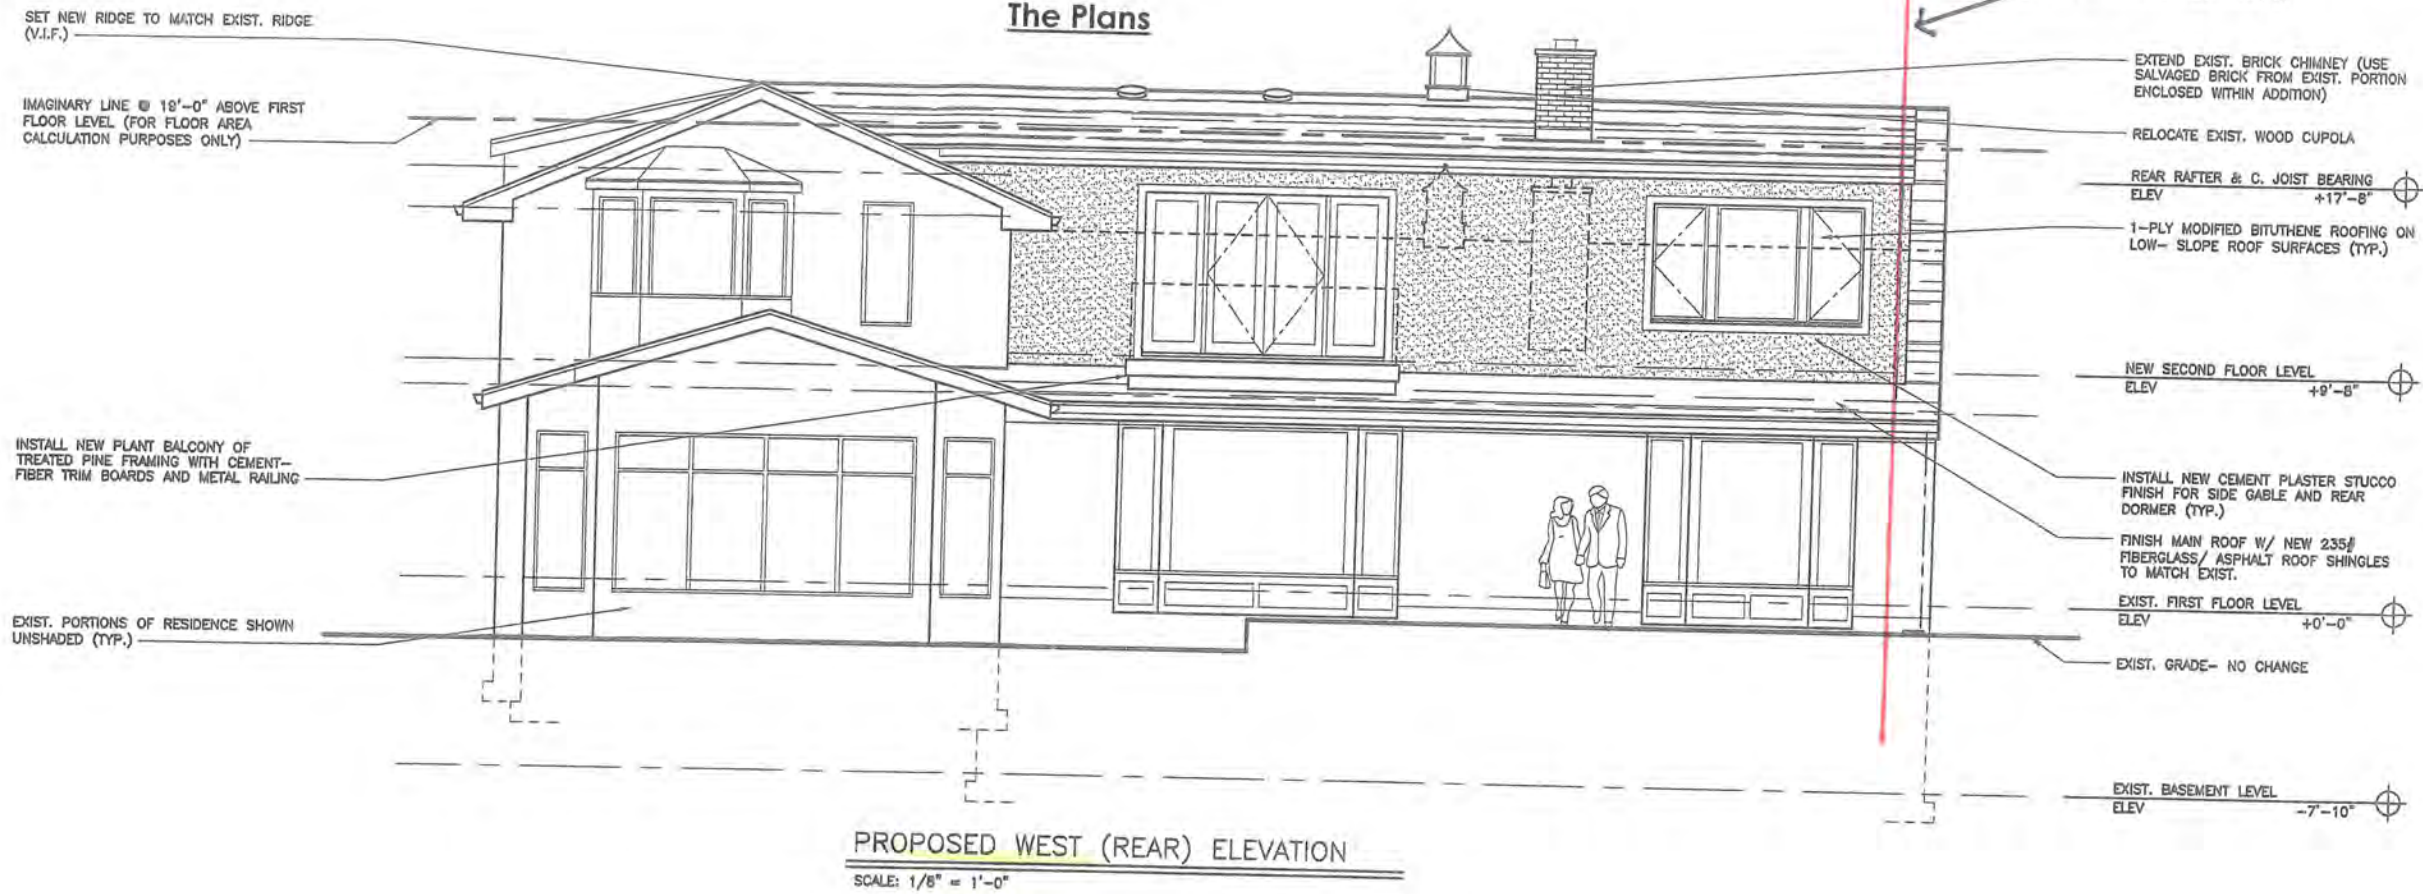 The Plans
SET NEW RIDGE TO MATCH EXIST. RIDGE
(V.I.F.)
IMAGINARY LINE @ 18'-0" ABOVE FIRST
FLOOR LEVEL (FOR FLOOR AREA
CALCULATION PURPOSES ONLY)
INSTALL NEW PLANT BALCONY OF
TREATED PINE FRAMING WITH CEMENT-
FIBER TRIM BOARDS AND METAL RAILING
EXIST. PORTIONS OF RESIDENCE SHOWN
UNSHADED (TYP.)
EXTEND EXIST. BRICK CHIMNEY (USE
SALVAGED BRICK FROM EXIST. PORTION
ENCLOSED WITHIN ADDITION)
RELOCATE EXIST. WOOD CUPOLA
REAR RAFTER & C. JOIST BEARING
ELEV +17'-8"
1-PLY MODIFIED BITUTHENE ROOFING ON
LOW- SLOPE ROOF SURFACES (TYP.)
NEW SECOND FLOOR LEVEL
ELEV +9'-8"
INSTALL NEW CEMENT PLASTER STUCCO
FINISH FOR SIDE GABLE AND REAR
DORMER (TYP.)
FINISH MAIN ROOF W/ NEW 235#
FIBERGLASS/ ASPHALT ROOF SHINGLES
TO MATCH EXIST.
EXIST. FIRST FLOOR LEVEL
ELEV +0'-0"
EXIST. GRADE- NO CHANGE
EXIST. BASEMENT LEVEL
ELEV -7'-10"
PROPOSED WEST (REAR) ELEVATION
SCALE: 1/8" = 1'-0"